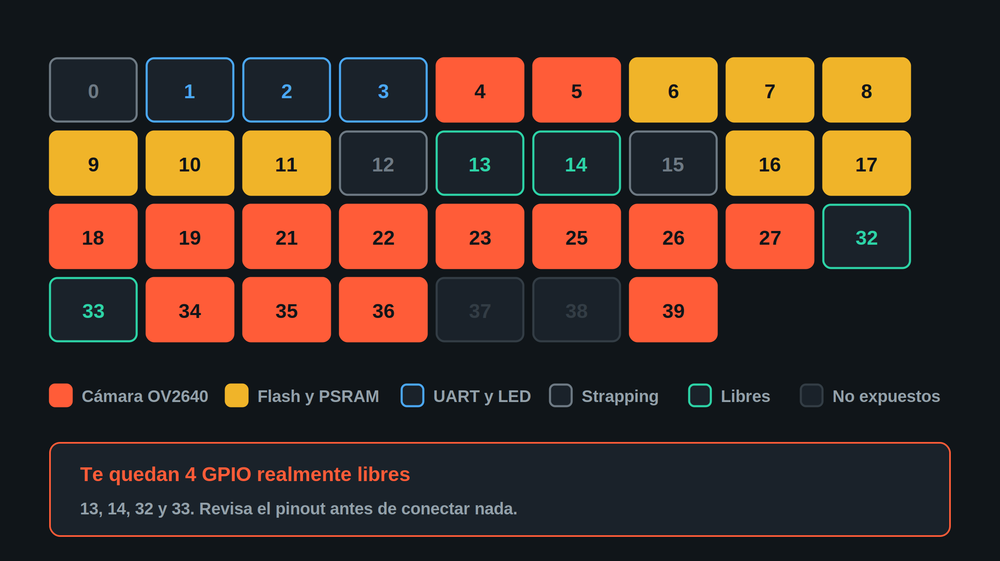 0 1 2 3 4 5 6 7 8
9 10 11 12 13 14 15 16 17
18 19 21 22 23 25 26 27 32
33 34 35 36 37 38 39
Cámara OV2640 Flash y PSRAM UART y LED Strapping Libres No expuestos
Te quedan 4 GPIO realmente libres
13, 14, 32 y 33. Revisa el pinout antes de conectar nada.